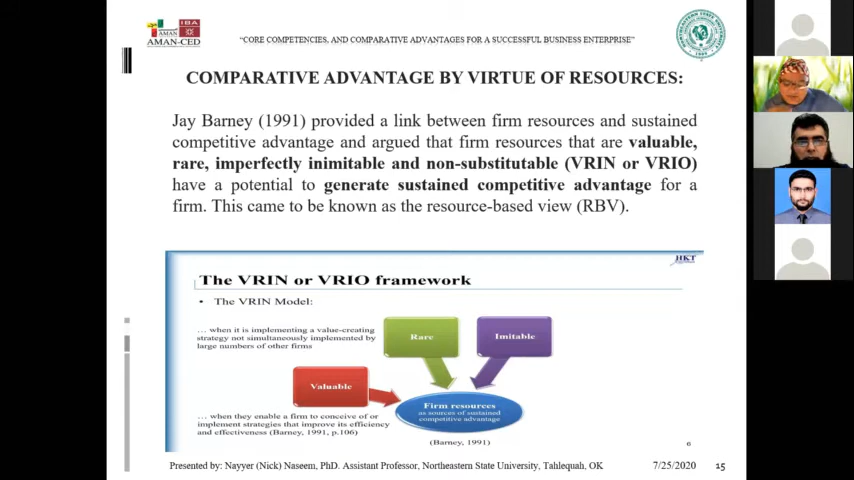 AMAN IBA
AMAN-CED
“CORE COMPETENCIES, AND COMPARATIVE ADVANTAGES FOR A SUCCESSFUL BUSINESS ENTERPRISE”
COMPARATIVE ADVANTAGE BY VIRTUE OF RESOURCES:
Jay Barney (1991) provided a link between firm resources and sustained
competitive advantage and argued that firm resources that are valuable,
rare, imperfectly inimitable and non-substitutable (VRIN or VRIO)
have a potential to generate sustained competitive advantage for a
firm. This came to be known as the resource-based view (RBV).
HKT
The VRIN or VRIO framework
• The VRIN Model:
… when it is implementing a value-creating
strategy not simultaneously implemented by
large numbers of other firms
Rare
Imitable
Valuable
Firm resources
as sources of sustained
competitive advantage
… when they enable a firm to conceive of or
implement strategies that improve its efficiency
and effectiveness (Barney, 1991, p.106)
(Barney, 1991)
6
Presented by: Nayyer (Nick) Naseem, PhD. Assistant Professor, Northeastern State University, Tahlequah, OK
7/25/2020
15